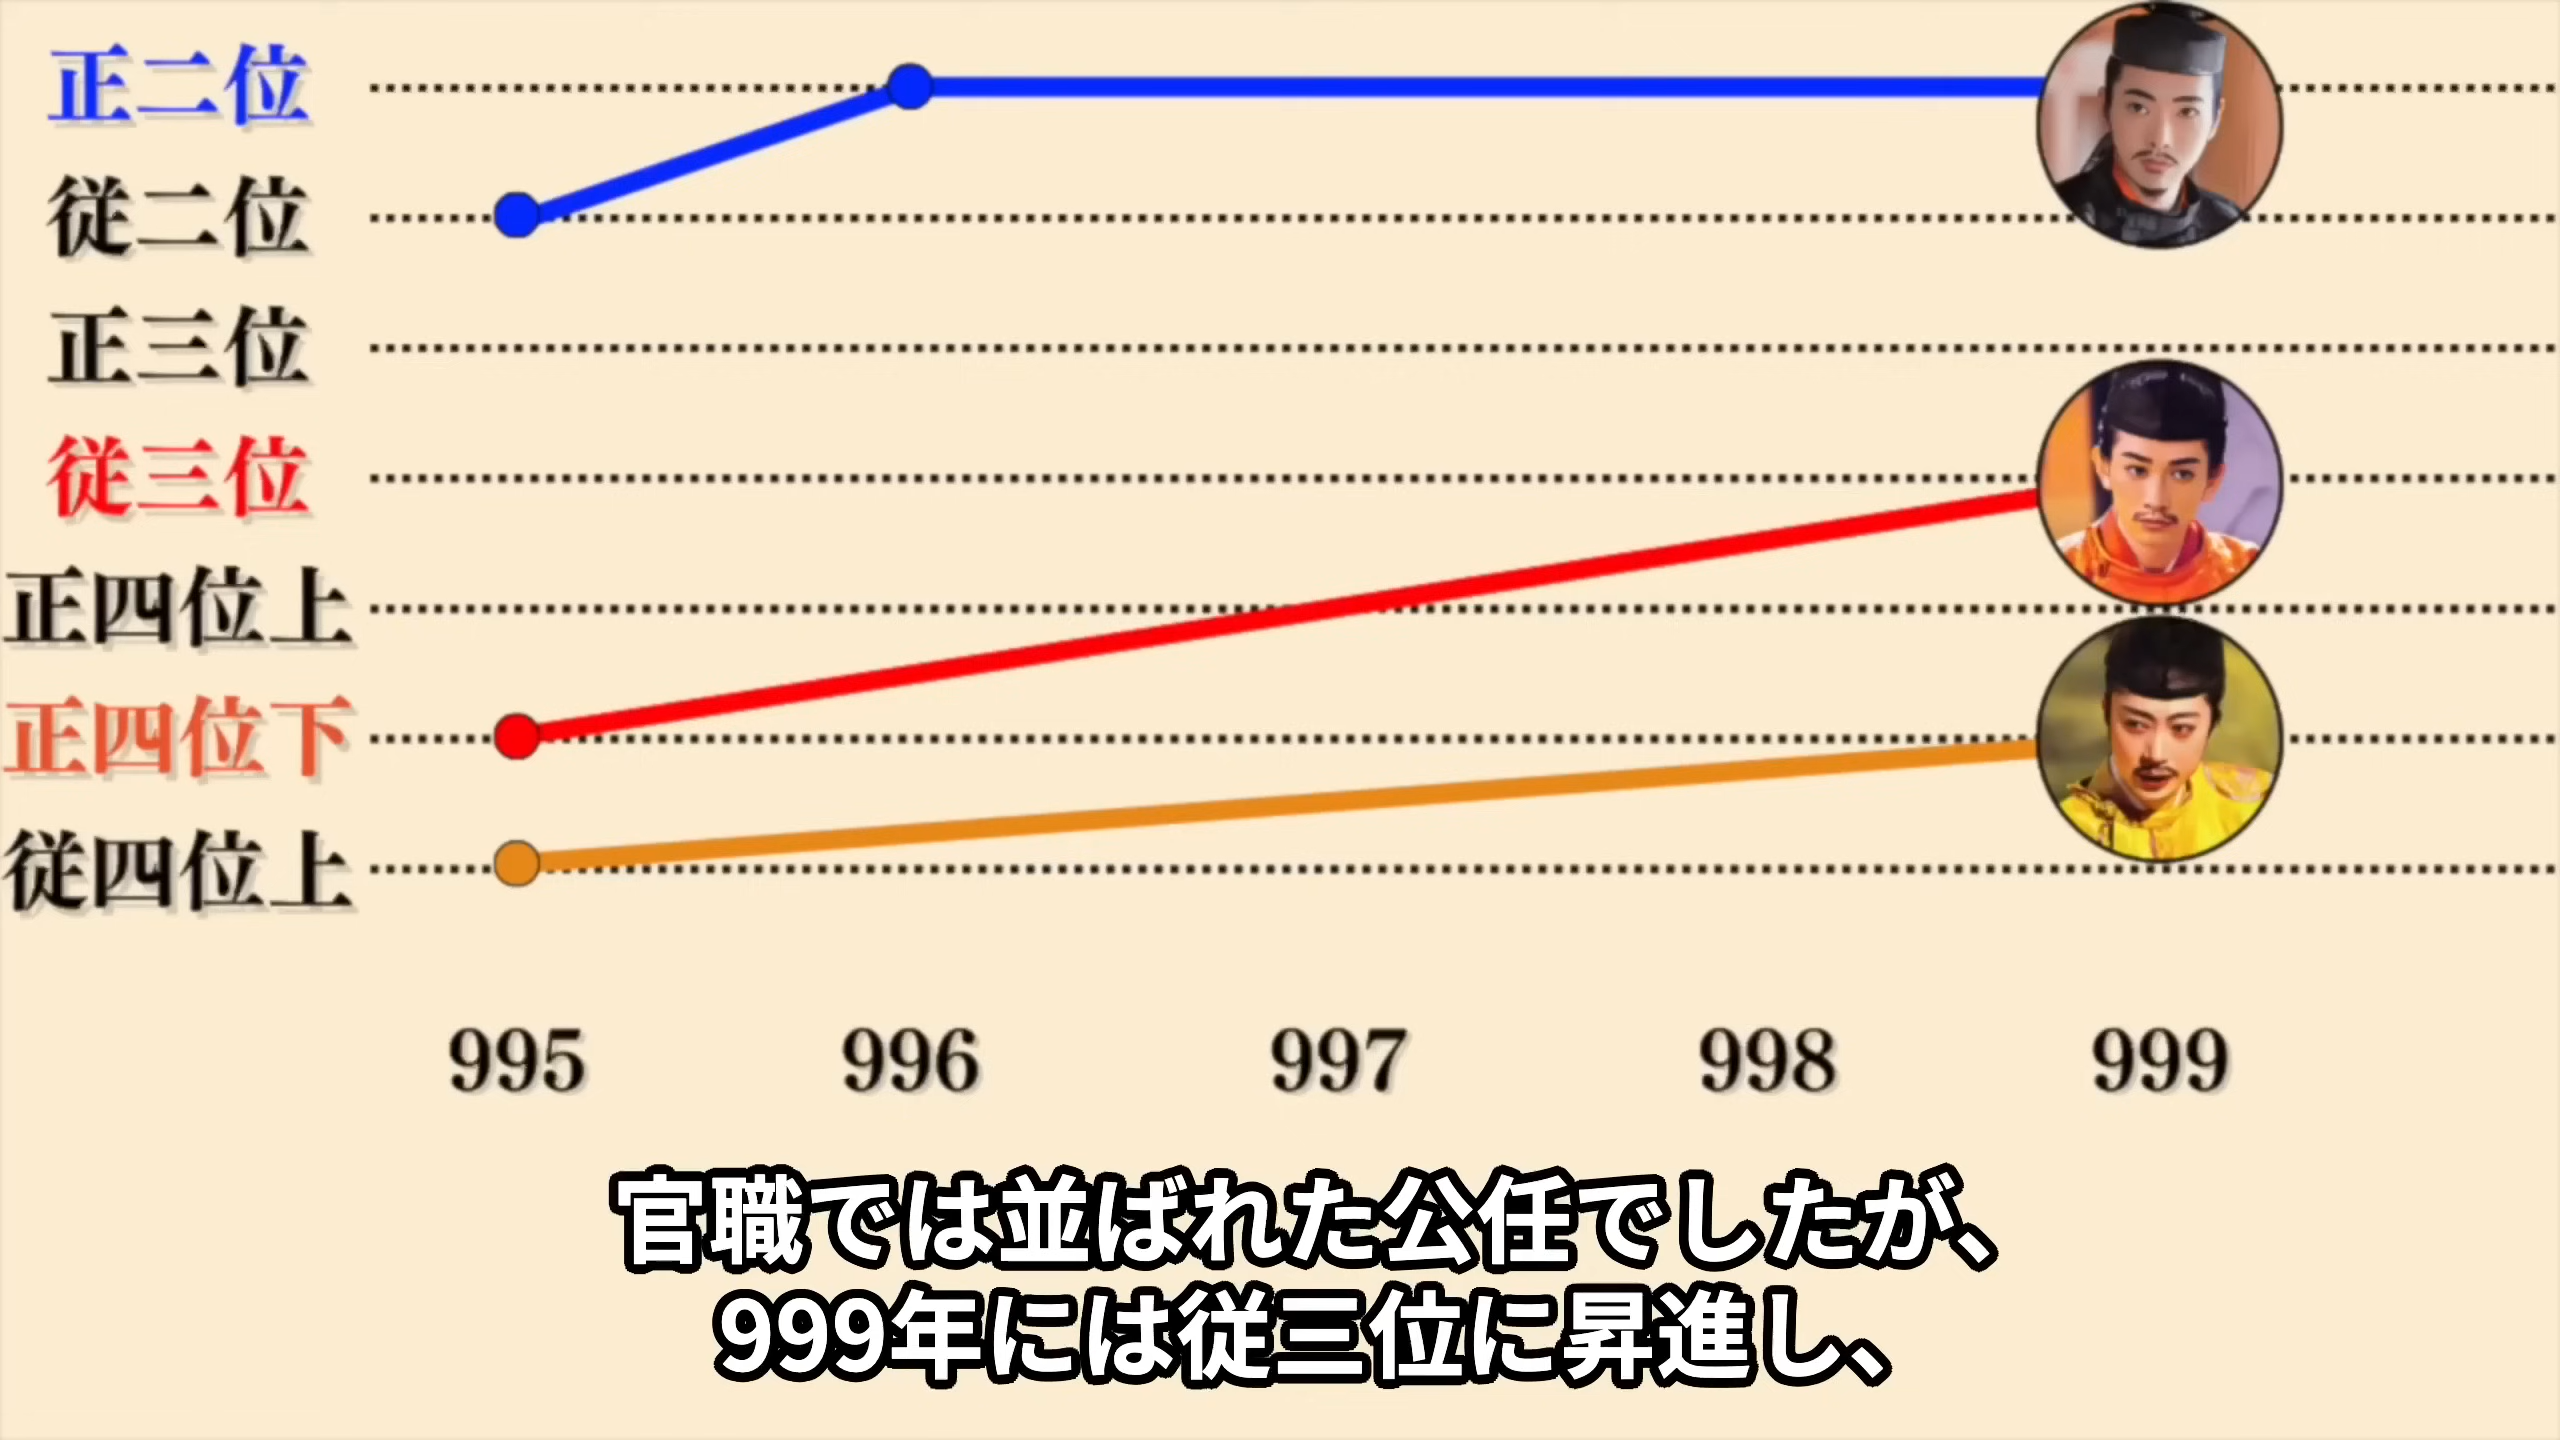 正二位
従二位
正三位
従三位
正四位上
正四位下
従四位上
995 996 997 998 999
官職では並ばれた公任でしたが、
999年には従三位に昇進し、